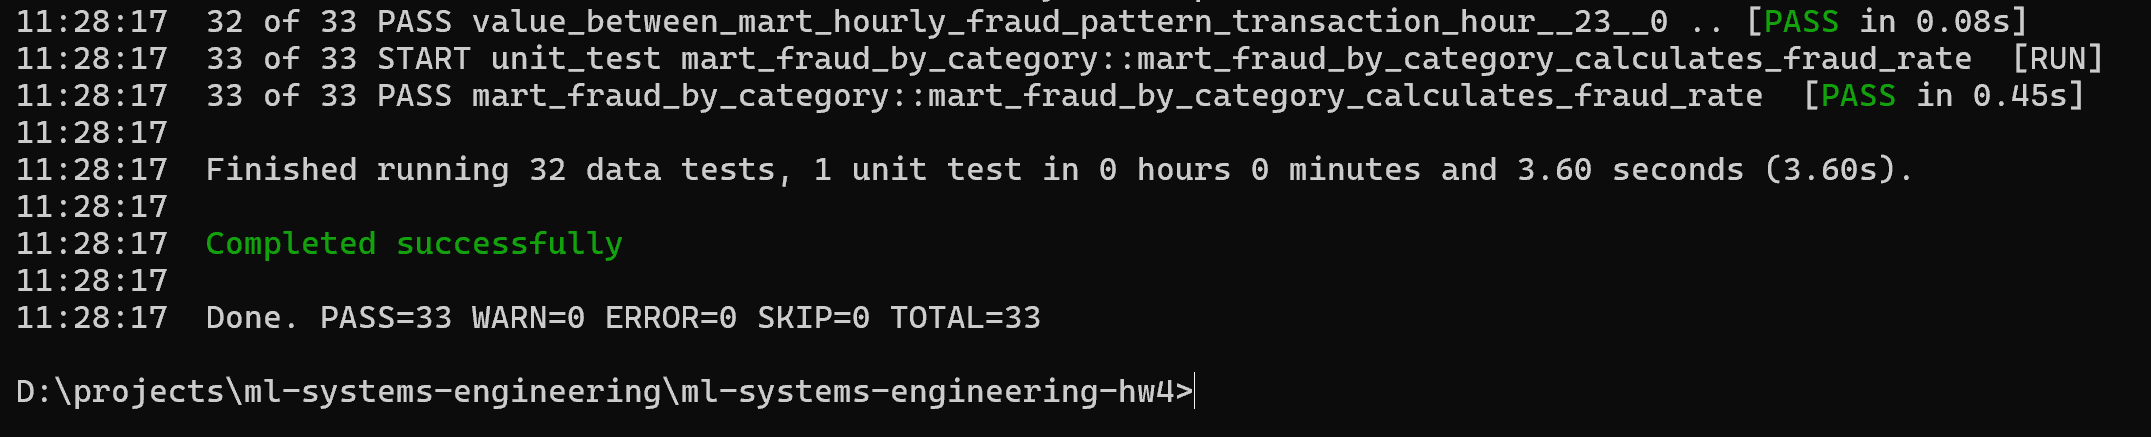 11:28:17  32 of 33 PASS value_between_mart_hourly_fraud_pattern_transaction_hour__23__0 .. [PASS in 0.08s]
11:28:17  33 of 33 START unit_test mart_fraud_by_category::mart_fraud_by_category_calculates_fraud_rate  [RUN]
11:28:17  33 of 33 PASS mart_fraud_by_category::mart_fraud_by_category_calculates_fraud_rate  [PASS in 0.45s]
11:28:17
11:28:17  Finished running 32 data tests, 1 unit test in 0 hours 0 minutes and 3.60 seconds (3.60s).
11:28:17
11:28:17  Completed successfully
11:28:17
11:28:17  Done. PASS=33 WARN=0 ERROR=0 SKIP=0 TOTAL=33
D:\projects\ml-systems-engineering\ml-systems-engineering-hw4>